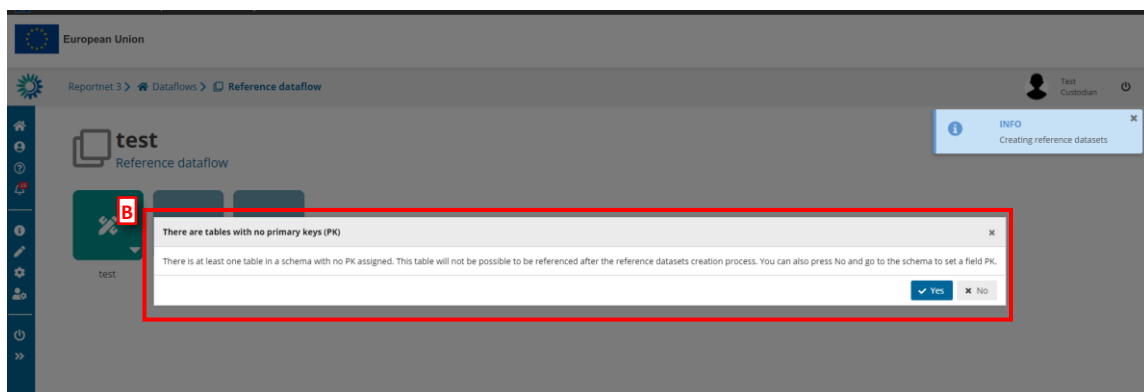 European Union
Reportnet 3 > Dataflows > Reference dataflow
Test
Custodian
INFO
Creating reference datasets
test
Reference dataflow
B
There are tables with no primary keys (PK)
There is at least one table in a schema with no PK assigned. This table will not be possible to be referenced after the reference datasets creation process. You can also press No and go to the schema to set a field PK.
Yes
No
test